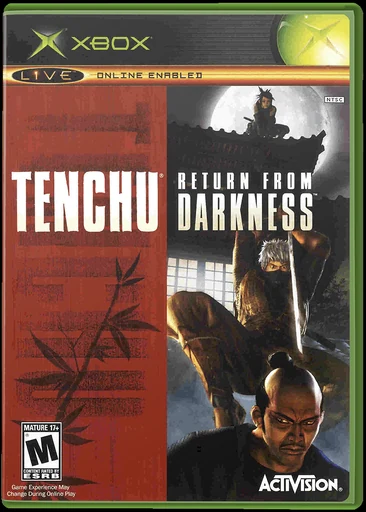 XBOX
LIVE ONLINE ENABLED
NTSC
TENCHU®
RETURN FROM
DARKNESS™
MATURE 17+
M
CONTENT RATED BY
ESRB
Game Experience May
Change During Online Play
ACTIVISION®